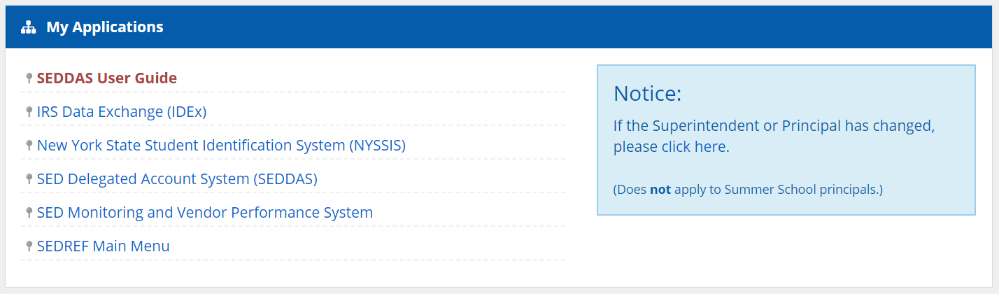 My Applications
SEDDAS User Guide
IRS Data Exchange (IDEx)
New York State Student Identification System (NYSSIS)
SED Delegated Account System (SEDDAS)
SED Monitoring and Vendor Performance System
SEDREF Main Menu
Notice:
If the Superintendent or Principal has changed,
please click here.
(Does not apply to Summer School principals.)